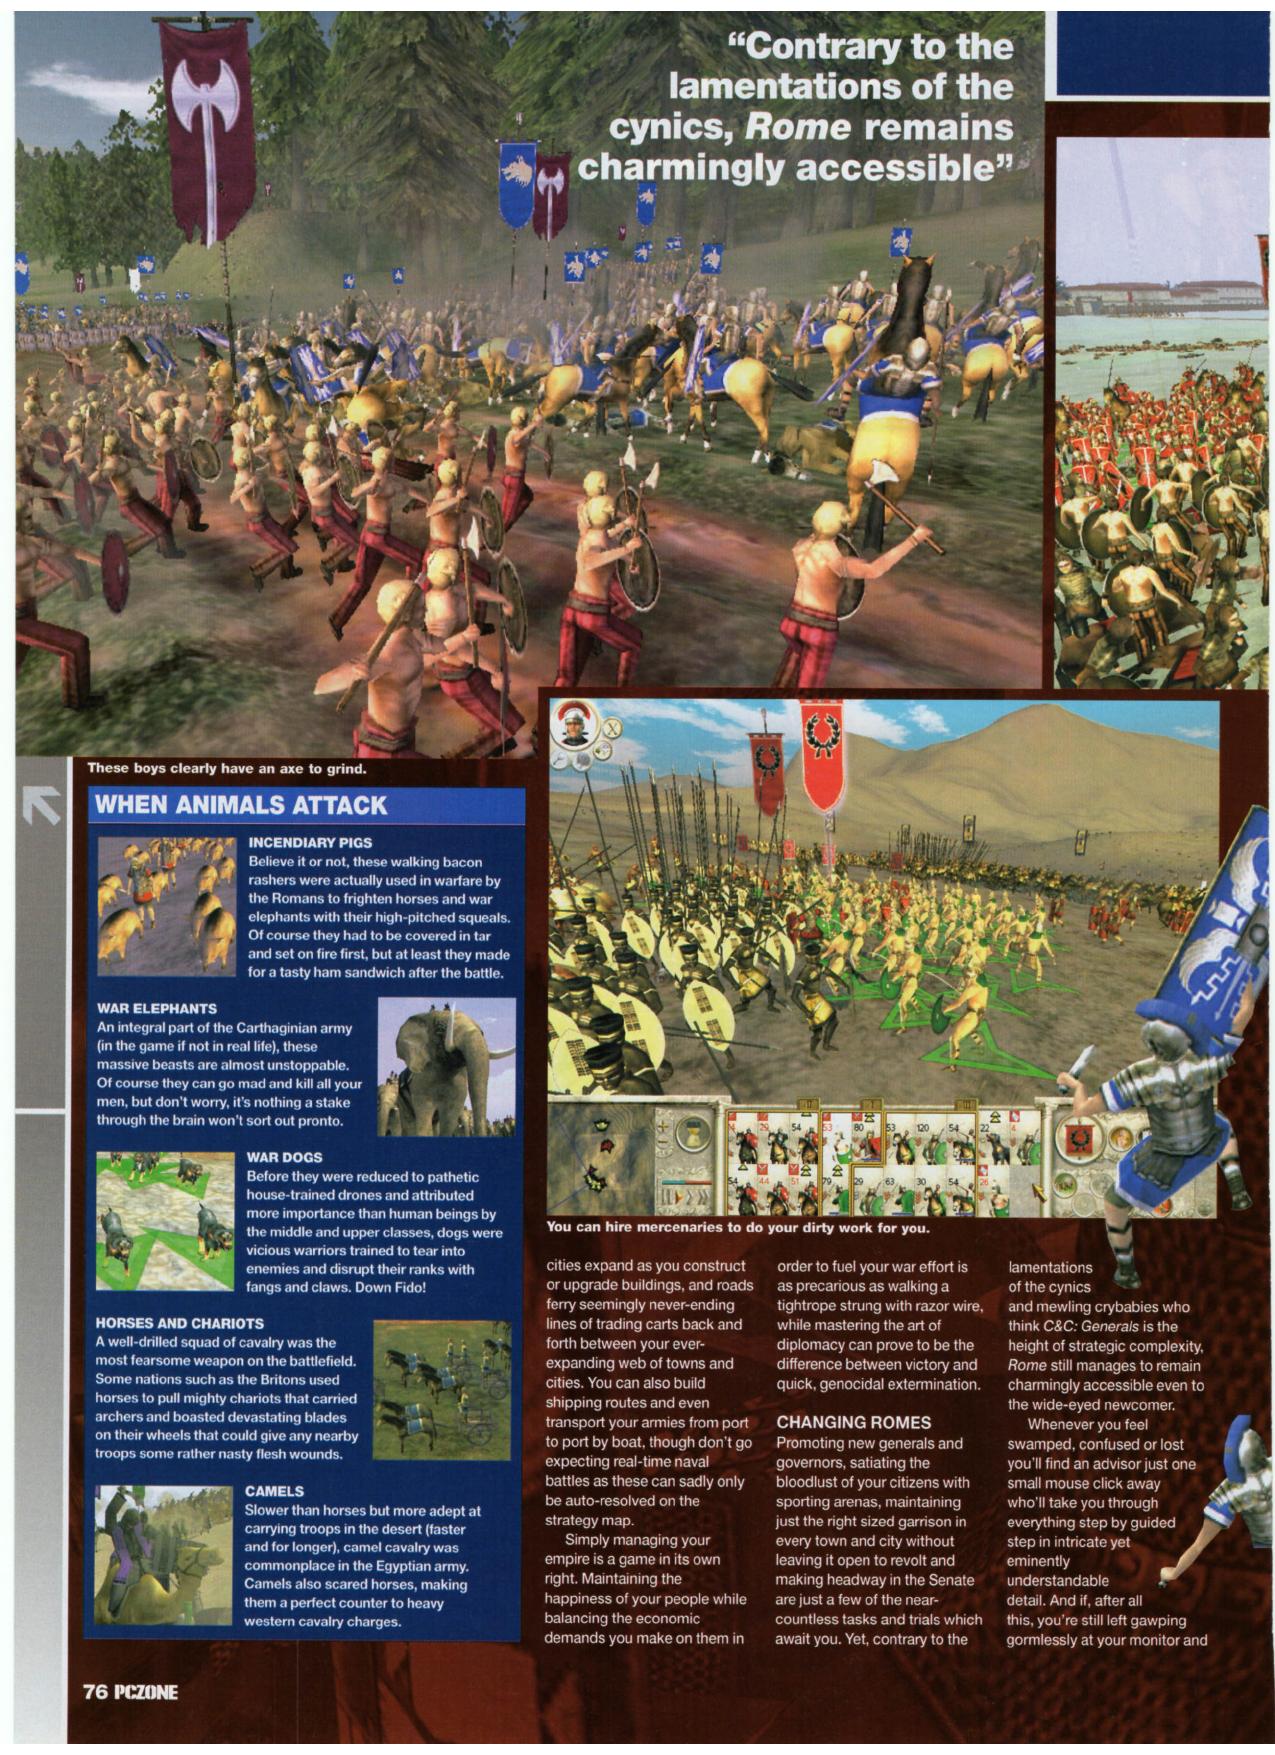 “Contrary to the
lamentations of the
cynics, Rome remains
charmingly accessible”
These boys clearly have an axe to grind.
WHEN ANIMALS ATTACK
INCENDIARY PIGS
Believe it or not, these walking bacon
rashers were actually used in warfare by
the Romans to frighten horses and war
elephants with their high-pitched squeals.
Of course they had to be covered in tar
and set on fire first, but at least they made
for a tasty ham sandwich after the battle.
WAR ELEPHANTS
An integral part of the Carthaginian army
(in the game if not in real life), these
massive beasts are almost unstoppable.
Of course they can go mad and kill all your
men, but don’t worry, it’s nothing a stake
through the brain won’t sort out pronto.
WAR DOGS
Before they were reduced to pathetic
house-trained drones and attributed
more importance than human beings by
the middle and upper classes, dogs were
vicious warriors trained to tear into
enemies and disrupt their ranks with
fangs and claws. Down Fido!
HORSES AND CHARIOTS
A well-drilled squad of cavalry was the
most fearsome weapon on the battlefield.
Some nations such as the Britons used
horses to pull mighty chariots that carried
archers and boasted devastating blades
on their wheels that could give any nearby
troops some rather nasty flesh wounds.
CAMELS
Slower than horses but more adept at
carrying troops in the desert (faster
and for longer), camel cavalry was
commonplace in the Egyptian army.
Camels also scared horses, making
them a perfect counter to heavy
western cavalry charges.
X
29 54 53 80 53 120 54 22 4
54 44 51 79 29 63 30 54 26
You can hire mercenaries to do your dirty work for you.
cities expand as you construct
or upgrade buildings, and roads
ferry seemingly never-ending
lines of trading carts back and
forth between your ever-
expanding web of towns and
cities. You can also build
shipping routes and even
transport your armies from port
to port by boat, though don’t go
expecting real-time naval
battles as these can sadly only
be auto-resolved on the
strategy map.
Simply managing your
empire is a game in its own
right. Maintaining the
happiness of your people while
balancing the economic
demands you make on them in
order to fuel your war effort is
as precarious as walking a
tightrope strung with razor wire,
while mastering the art of
diplomacy can prove to be the
difference between victory and
quick, genocidal extermination.
CHANGING ROMES
Promoting new generals and
governors, satiating the
bloodlust of your citizens with
sporting arenas, maintaining
just the right sized garrison in
every town and city without
leaving it open to revolt and
making headway in the Senate
are just a few of the near-
countless tasks and trials which
await you. Yet, contrary to the
lamentations
of the cynics
and mewling crybabies who
think C&C: Generals is the
height of strategic complexity,
Rome still manages to remain
charmingly accessible even to
the wide-eyed newcomer.
Whenever you feel
swamped, confused or lost
you’ll find an advisor just one
small mouse click away
who’ll take you through
everything step by guided
step in intricate yet
eminently
understandable
detail. And if, after all
this, you’re still left gawping
gormlessly at your monitor and
76 PCZONE